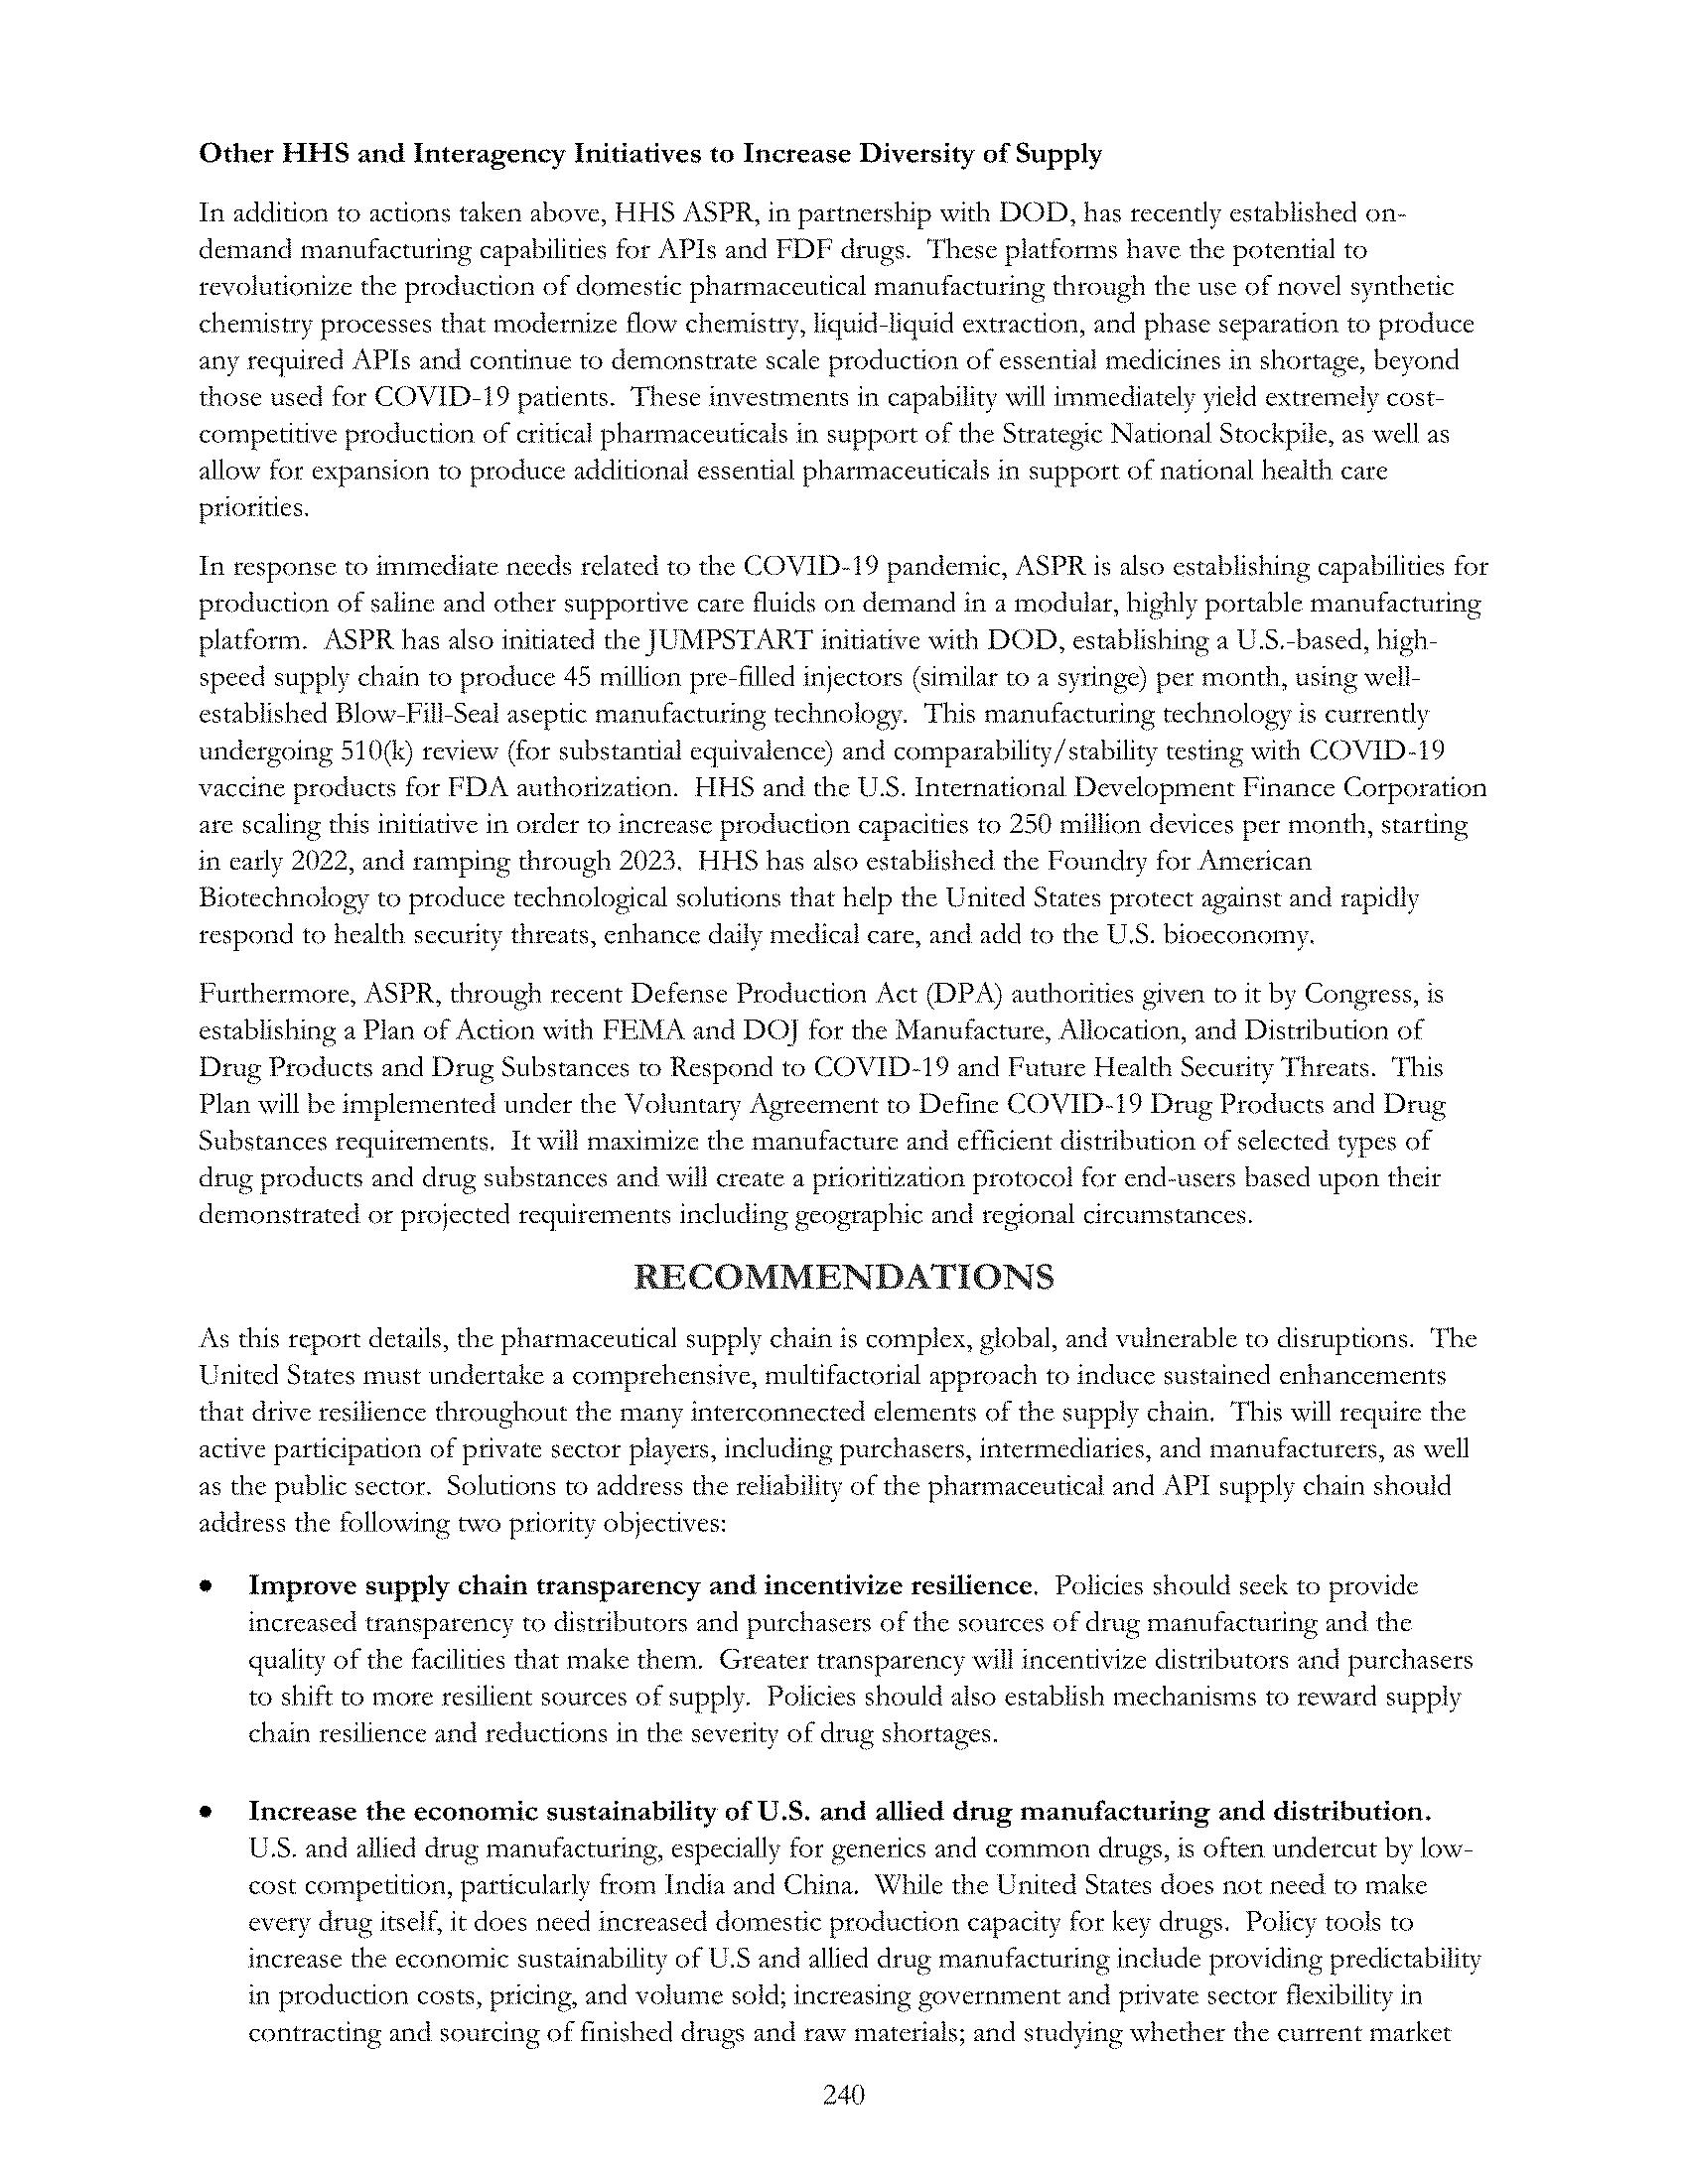 Other HHS and Interagency Initiatives to Increase Diversity of Supply
In addition to actions taken above, HHS ASPR, in partnership with DOD, has recently established on-
demand manufacturing capabilities for APIs and FDF drugs.  These platforms have the potential to
revolutionize the production of domestic pharmaceutical manufacturing through the use of novel synthetic
chemistry processes that modernize flow chemistry, liquid-liquid extraction, and phase separation to produce
any required APIs and continue to demonstrate scale production of essential medicines in shortage, beyond
those used for COVID-19 patients.  These investments in capability will immediately yield extremely cost-
competitive production of critical pharmaceuticals in support of the Strategic National Stockpile, as well as
allow for expansion to produce additional essential pharmaceuticals in support of national health care
priorities.
In response to immediate needs related to the COVID-19 pandemic, ASPR is also establishing capabilities for
production of saline and other supportive care fluids on demand in a modular, highly portable manufacturing
platform.  ASPR has also initiated the JUMPSTART initiative with DOD, establishing a U.S.-based, high-
speed supply chain to produce 45 million pre-filled injectors (similar to a syringe) per month, using well-
established Blow-Fill-Seal aseptic manufacturing technology.  This manufacturing technology is currently
undergoing 510(k) review (for substantial equivalence) and comparability/stability testing with COVID-19
vaccine products for FDA authorization.  HHS and the U.S. International Development Finance Corporation
are scaling this initiative in order to increase production capacities to 250 million devices per month, starting
in early 2022, and ramping through 2023.  HHS has also established the Foundry for American
Biotechnology to produce technological solutions that help the United States protect against and rapidly
respond to health security threats, enhance daily medical care, and add to the U.S. bioeconomy.
Furthermore, ASPR, through recent Defense Production Act (DPA) authorities given to it by Congress, is
establishing a Plan of Action with FEMA and DOJ for the Manufacture, Allocation, and Distribution of
Drug Products and Drug Substances to Respond to COVID-19 and Future Health Security Threats.  This
Plan will be implemented under the Voluntary Agreement to Define COVID-19 Drug Products and Drug
Substances requirements.  It will maximize the manufacture and efficient distribution of selected types of
drug products and drug substances and will create a prioritization protocol for end-users based upon their
demonstrated or projected requirements including geographic and regional circumstances.
RECOMMENDATIONS
As this report details, the pharmaceutical supply chain is complex, global, and vulnerable to disruptions.  The
United States must undertake a comprehensive, multifactorial approach to induce sustained enhancements
that drive resilience throughout the many interconnected elements of the supply chain.  This will require the
active participation of private sector players, including purchasers, intermediaries, and manufacturers, as well
as the public sector.  Solutions to address the reliability of the pharmaceutical and API supply chain should
address the following two priority objectives:
• Improve supply chain transparency and incentivize resilience.  Policies should seek to provide
increased transparency to distributors and purchasers of the sources of drug manufacturing and the
quality of the facilities that make them.  Greater transparency will incentivize distributors and purchasers
to shift to more resilient sources of supply.  Policies should also establish mechanisms to reward supply
chain resilience and reductions in the severity of drug shortages.
• Increase the economic sustainability of U.S. and allied drug manufacturing and distribution.
U.S. and allied drug manufacturing, especially for generics and common drugs, is often undercut by low-
cost competition, particularly from India and China.  While the United States does not need to make
every drug itself, it does need increased domestic production capacity for key drugs.  Policy tools to
increase the economic sustainability of U.S and allied drug manufacturing include providing predictability
in production costs, pricing, and volume sold; increasing government and private sector flexibility in
contracting and sourcing of finished drugs and raw materials; and studying whether the current market
240